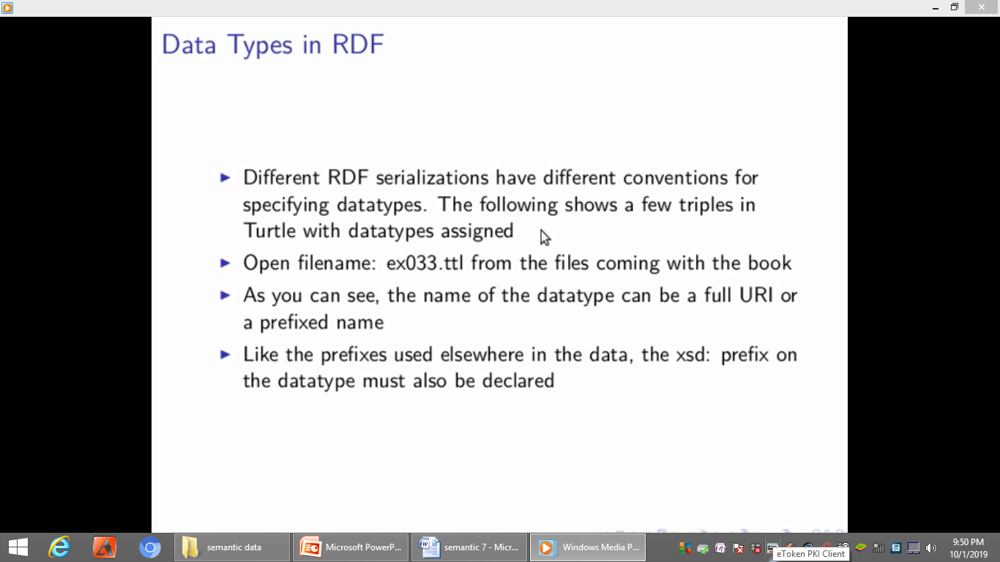 Data Types in RDF
Different RDF serializations have different conventions for
specifying datatypes. The following shows a few triples in
Turtle with datatypes assigned
Open filename: ex033.ttl from the files coming with the book
As you can see, the name of the datatype can be a full URI or
a prefixed name
Like the prefixes used elsewhere in the data, the xsd: prefix on
the datatype must also be declared
semantic data
Microsoft PowerP...
semantic 7 - Micr...
Windows Media P...
9:50 PM
10/1/2019
eToken PKI Client